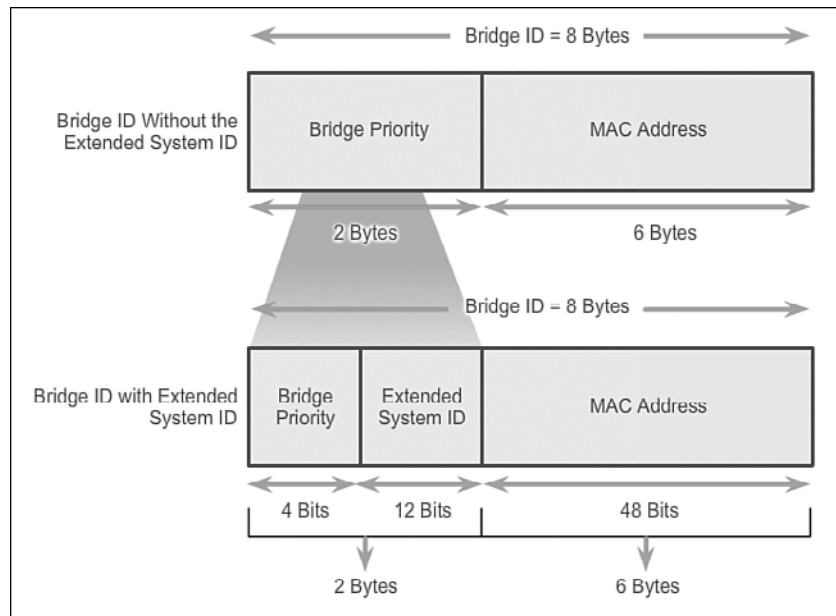 Bridge ID = 8 Bytes
Bridge ID Without the
Extended System ID
Bridge Priority
MAC Address
2 Bytes
6 Bytes
Bridge ID = 8 Bytes
Bridge ID with Extended
System ID
Bridge
Priority
Extended
System ID
MAC Address
4 Bits
12 Bits
48 Bits
2 Bytes
6 Bytes